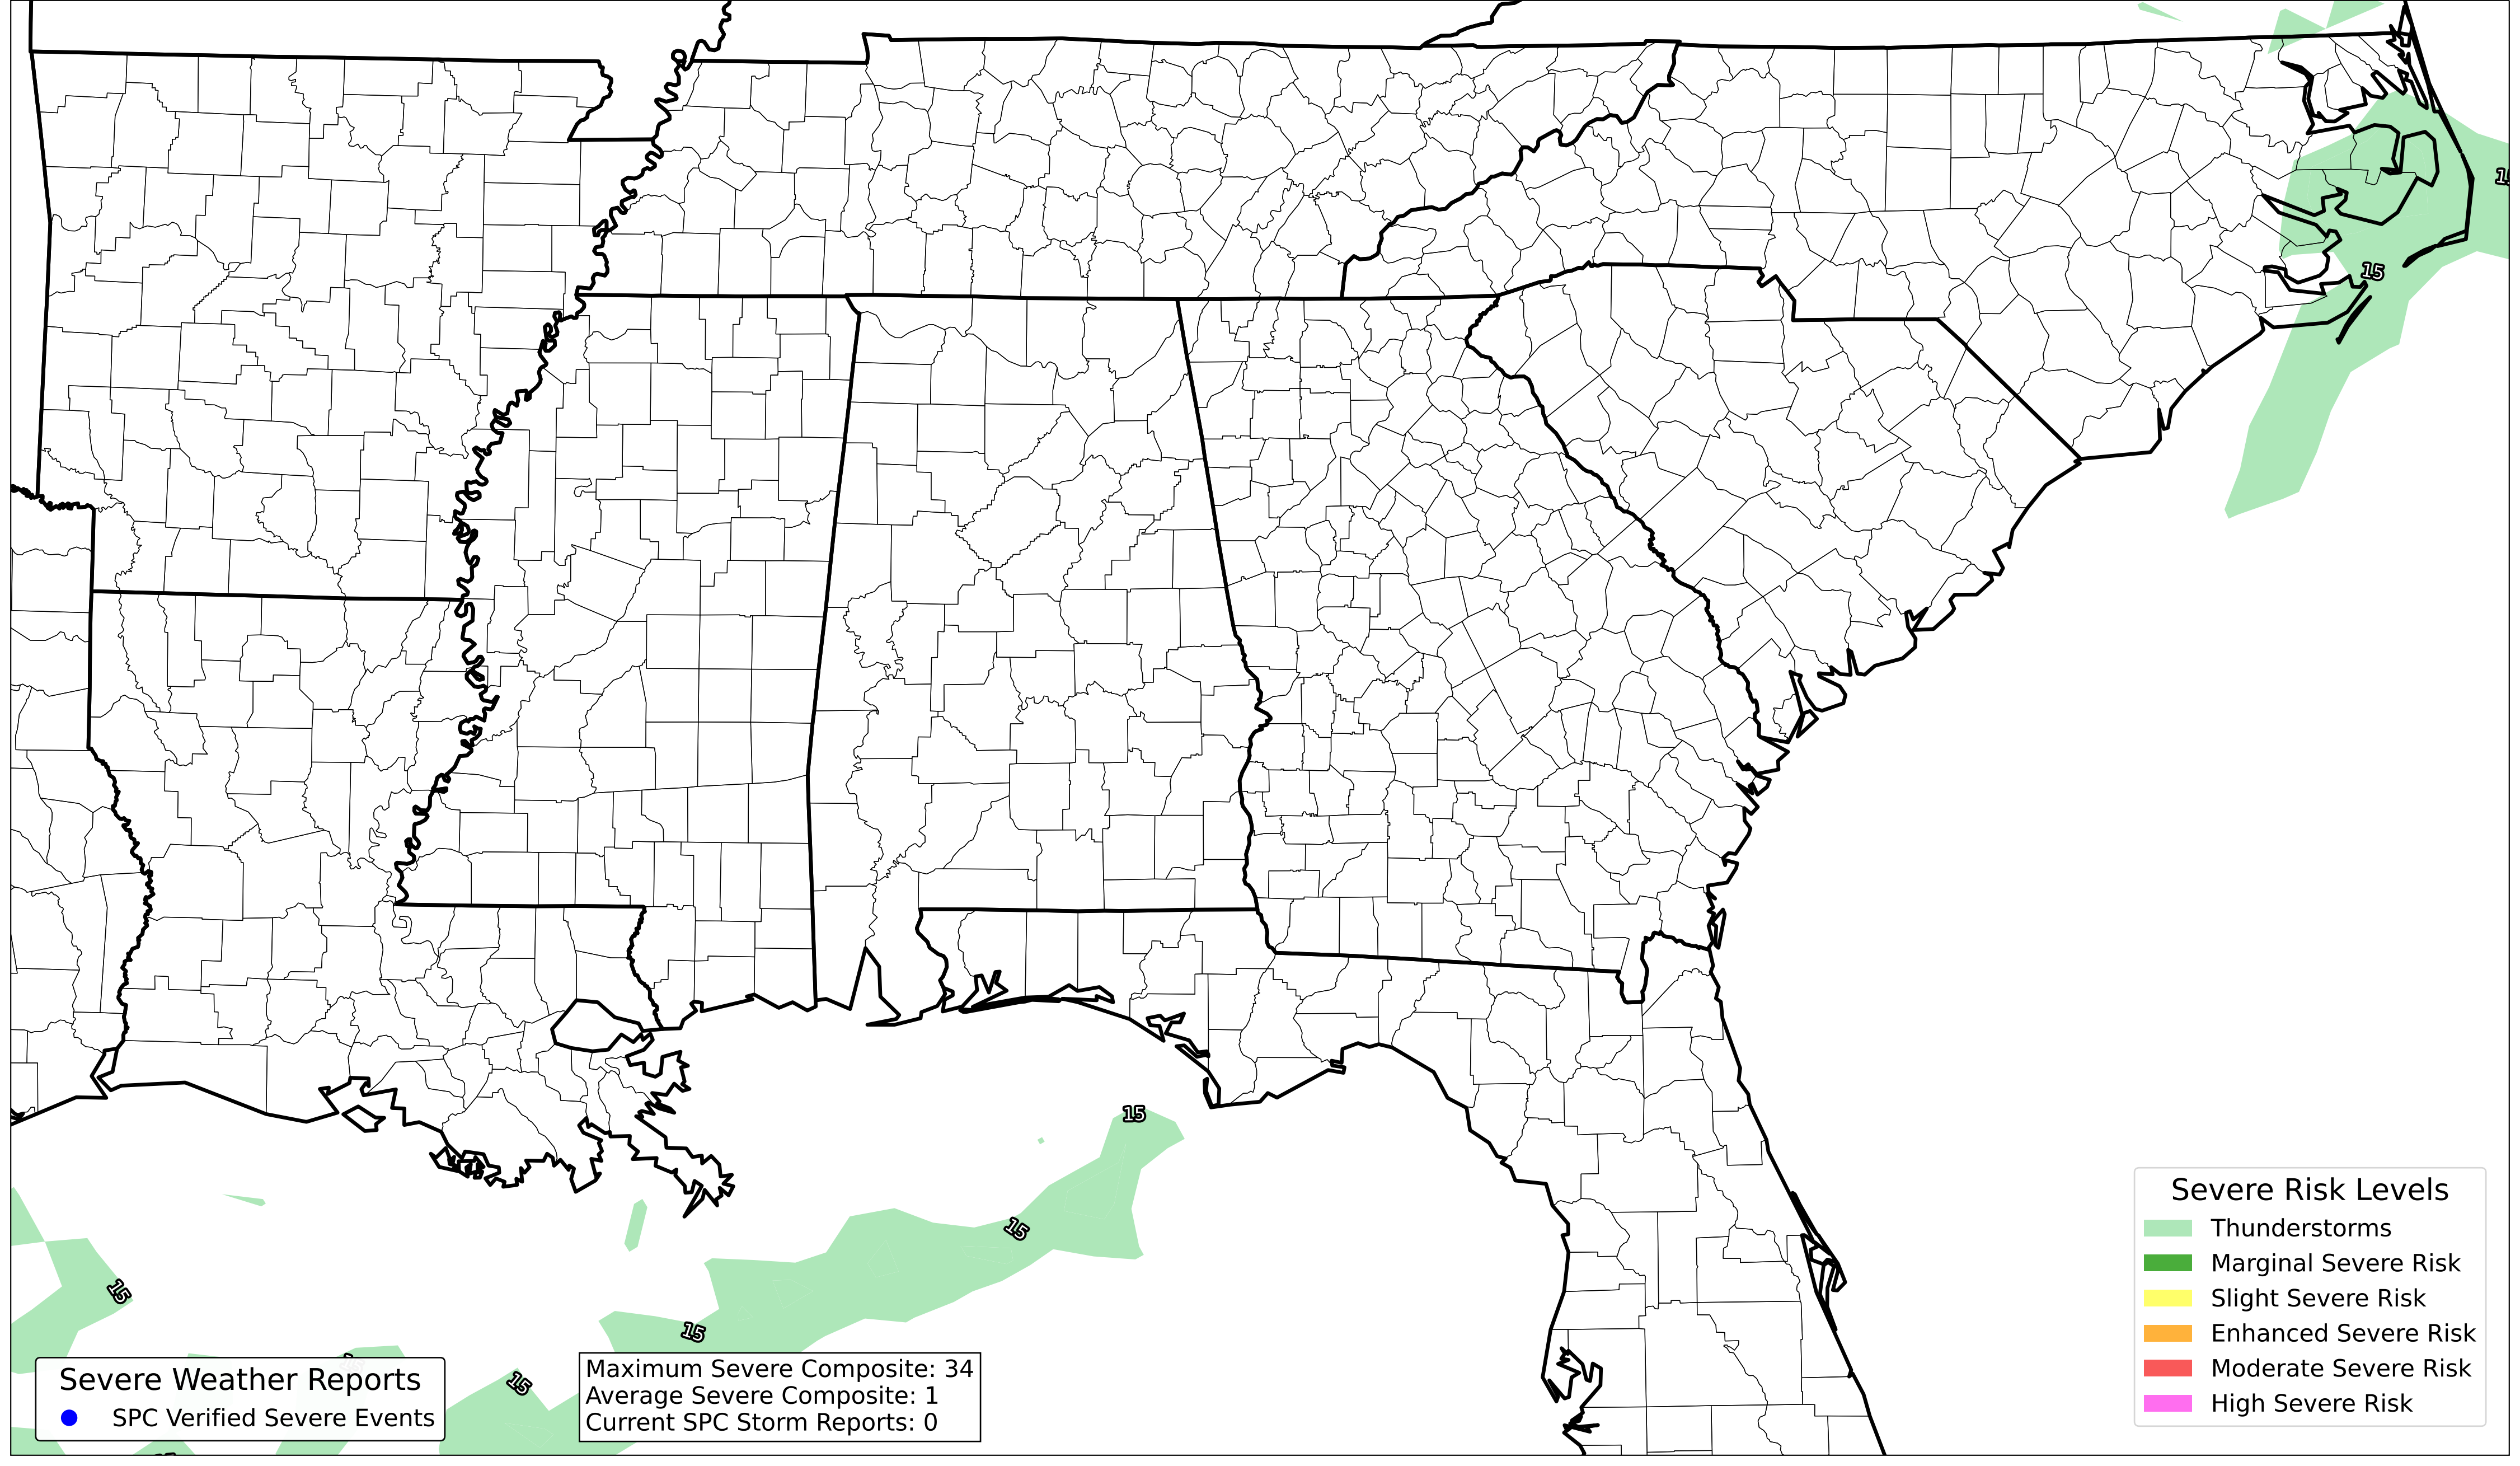 15
15
15
15
15
15
Severe Weather Reports
SPC Verified Severe Events
Maximum Severe Composite: 34
Average Severe Composite: 1
Current SPC Storm Reports: 0
Severe Risk Levels
Thunderstorms
Marginal Severe Risk
Slight Severe Risk
Enhanced Severe Risk
Moderate Severe Risk
High Severe Risk